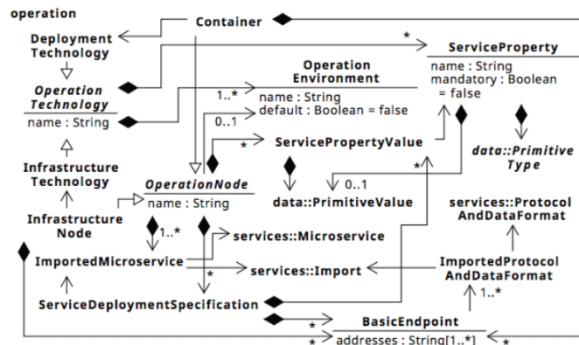 operation
Container
Deployment
Technology
ServiceProperty
name : String
mandatory : Boolean
= false
*
Operation
Technology
name : String
Operation
Environment
name : String
default : Boolean = false
1..*
0..1
ServicePropertyValue
*
*
data::Primitive
Type
Infrastructure
Technology
OperationNode
name : String
data::PrimitiveValue
0..1
*
services::Protocol
AndDataFormat
Infrastructure
Node
1..*
services::Microservice
ImportedMicroservice
*
services::Import
ImportedProtocol
AndDataFormat
ServiceDeploymentSpecification
1..*
*
*
BasicEndpoint
*
addresses : String[1..*]